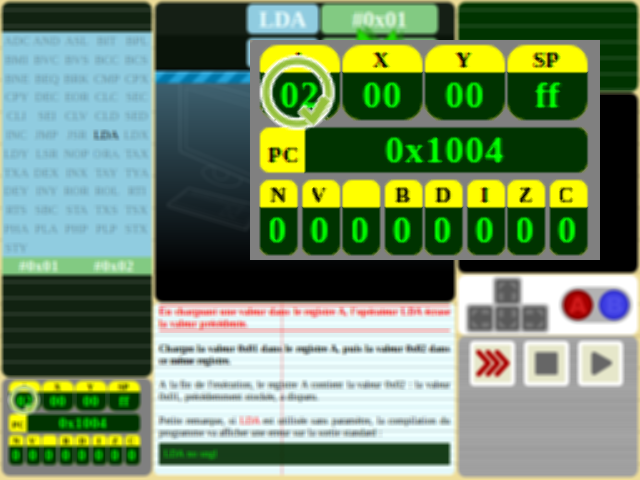 LDA #0x01
ADC AND ASL BIT BPL
BMI BVC BVS BCC BCS
BNE BEQ BRK CMP CPX
CPY DEC EOR CLC SEC
CLI SEI CLV CLD SED
INC JMP JSR LDA LDX
LDY LSR NOP ORA TAX
TXA DEX INX TAY TYA
DEY INY ROR ROL RTI
RTS SBC STA TXS TSX
PHA PLA PHP PLP STX
STY
#0x01 #0x02
X Y SP
02 00 00 ff
PC 0x1004
N V B D I Z C
0 0 0 0 0 0 0 0
En chargeant une valeur dans le registre A, l'opérateur LDA écrase
la valeur précédente.
Charger la valeur 0x01 dans le registre A, puis la valeur 0x02 dans
ce même registre.
A la fin de l'exécution, le registre A contient la valeur 0x02 : la valeur
0x01, précédemment stockée, a disparu.
Petite remarque, si LDA est utilisée sans paramètre, la compilation du
programme va afficher une erreur sur la sortie standard :
LDA no arg!
A B
X Y SP
02 00 00 ff
PC 0x1004
N V B D I Z C
0 0 0 0 0 0 0 0